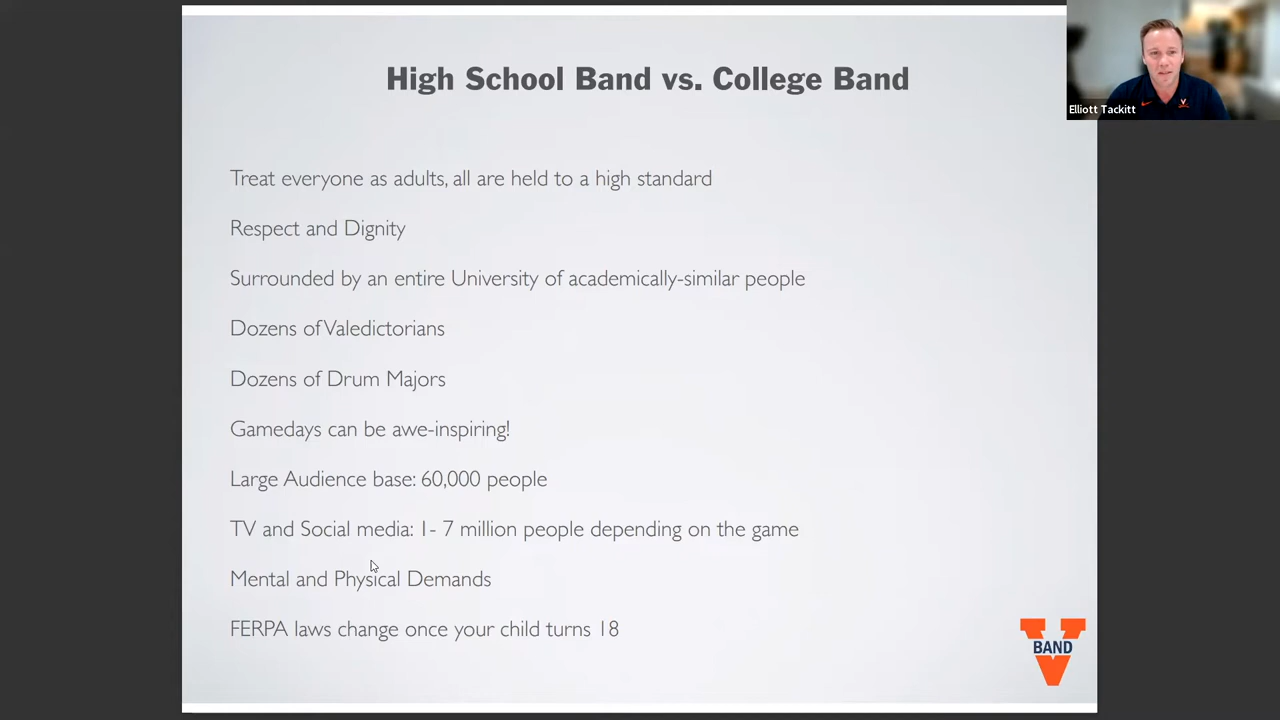 High School Band vs. College Band
Elliott Tackitt
Treat everyone as adults, all are held to a high standard
Respect and Dignity
Surrounded by an entire University of academically-similar people
Dozens of Valedictorians
Dozens of Drum Majors
Gamedays can be awe-inspiring!
Large Audience base: 60,000 people
TV and Social media: 1- 7 million people depending on the game
Mental and Physical Demands
FERPA laws change once your child turns 18
BAND